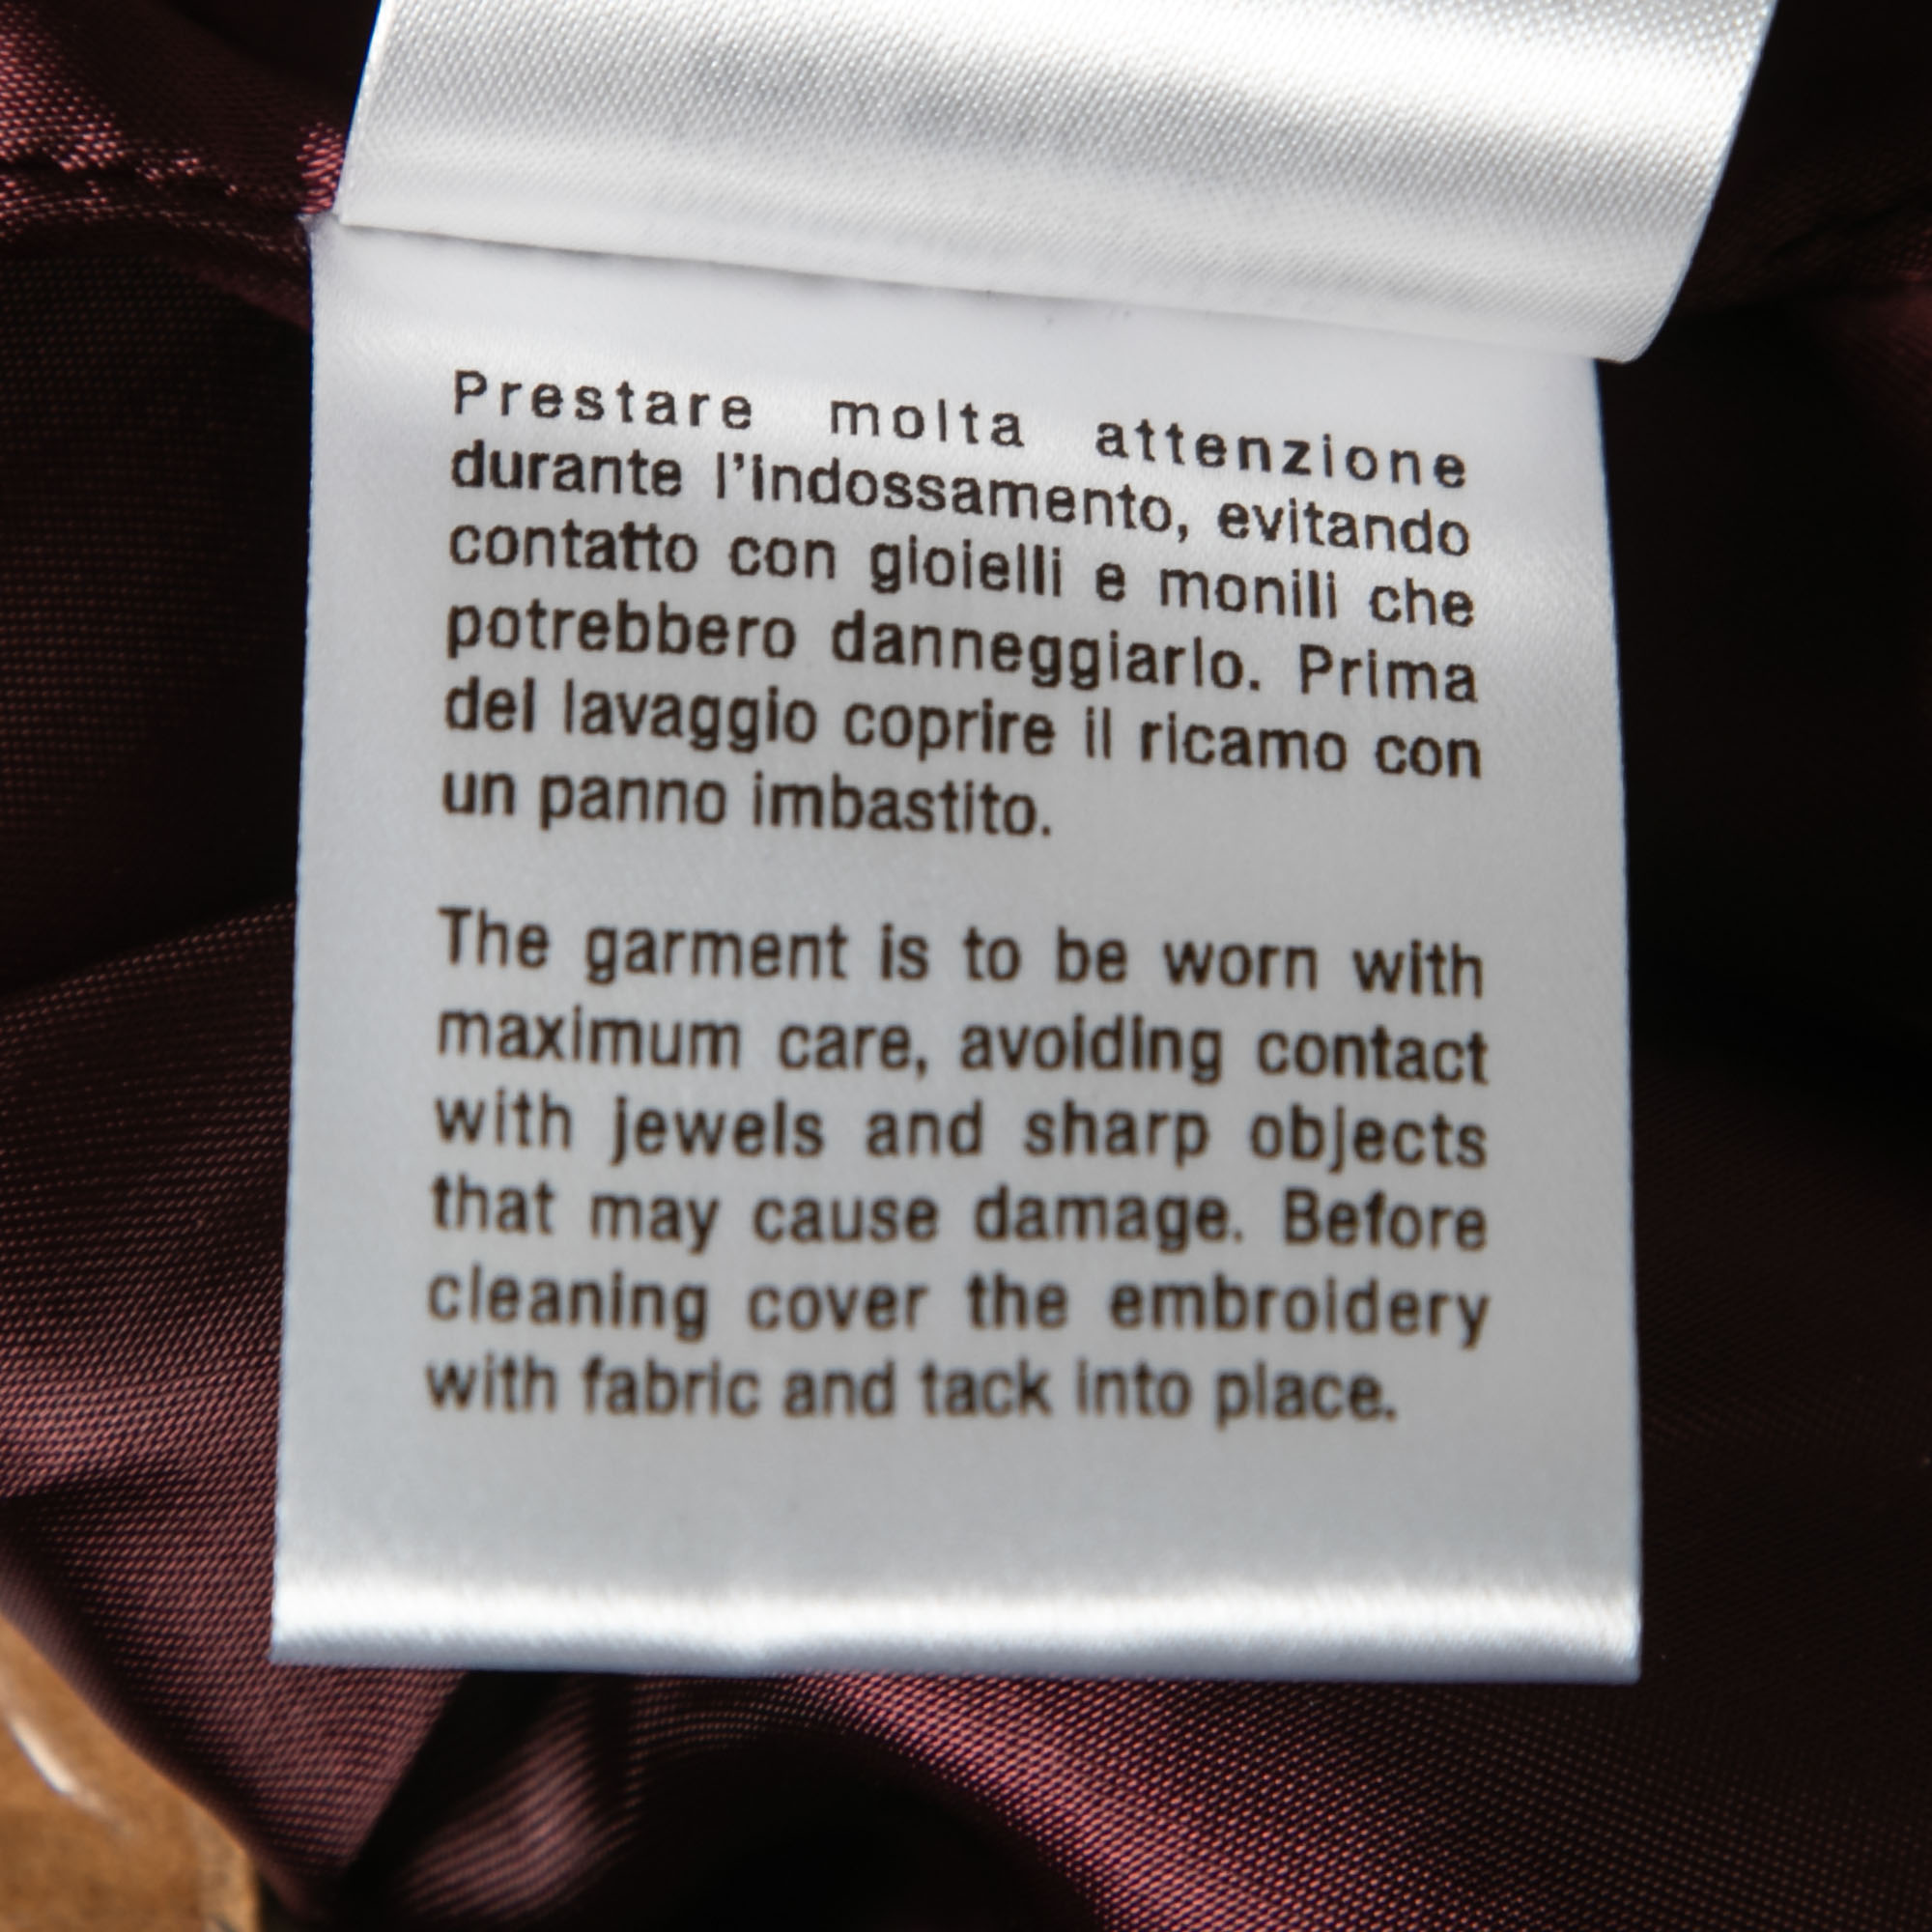 Prestare molta attenzione
durante l'indossamento, evitando
contatto con gioielli e monili che
potrebbero danneggiarlo. Prima
del lavaggio coprire il ricamo con
un panno imbastito.
The garment is to be worn with
maximum care, avoiding contact
with jewels and sharp objects
that may cause damage. Before
cleaning cover the embroidery
with fabric and tack into place.